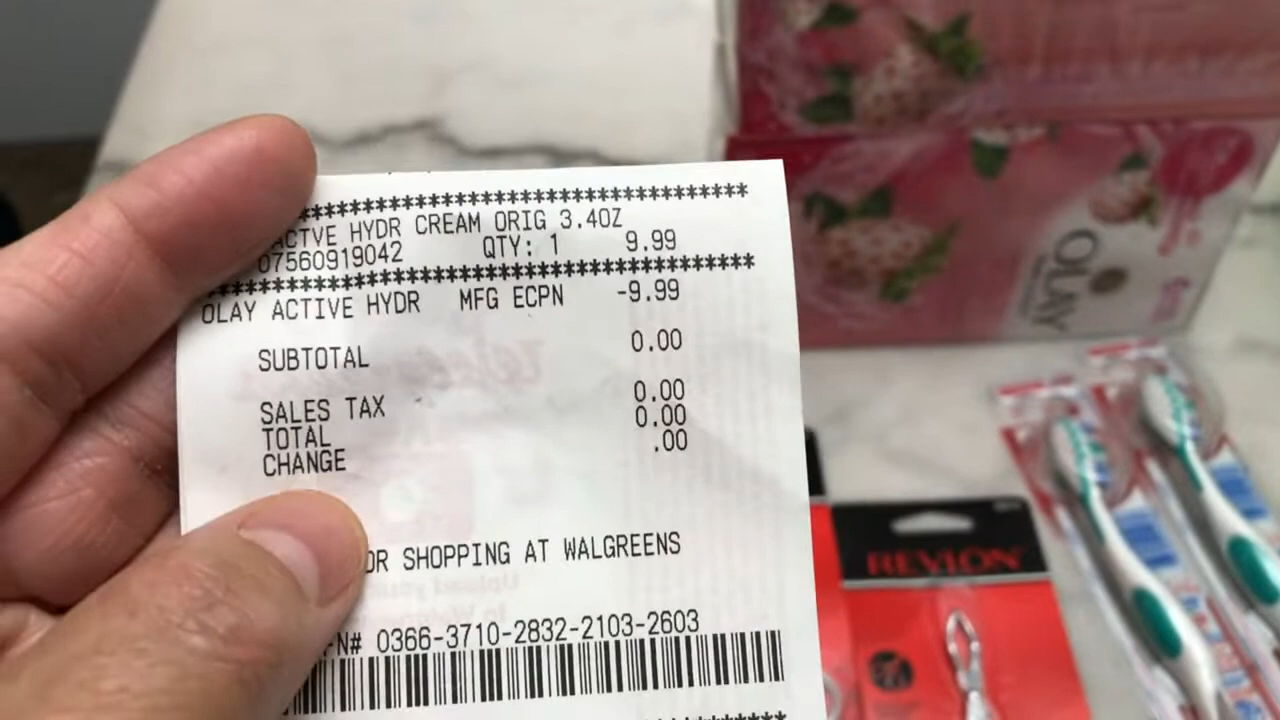 ************************************
ACTVE HYDR CREAM ORIG 3.4OZ
07560919042 QTY: 1 9.99
************************************
OLAY ACTIVE HYDR MFG ECPN -9.99
SUBTOTAL 0.00
SALES TAX 0.00
TOTAL 0.00
CHANGE .00
OR SHOPPING AT WALGREENS
N# 0366-3710-2832-2103-2603
OLAY
REVLON